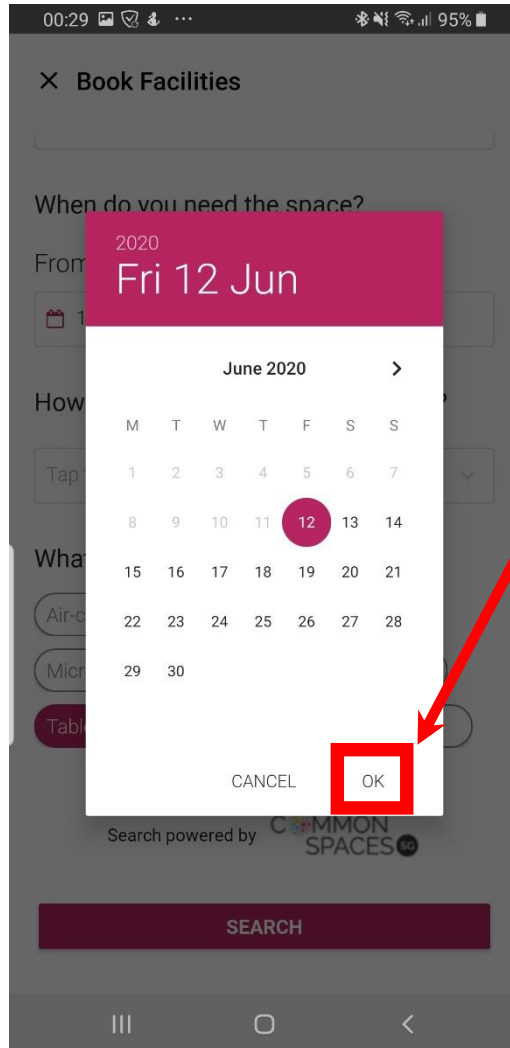 00:29 ... 95%
Book Facilities
When do you need the space?
From
2020
Fri 12 Jun
1
June 2020
How ?
M T W T F S S
Tap
1 2 3 4 5 6 7
8 9 10 11 12 13 14
What
15 16 17 18 19 20 21
Air-c
22 23 24 25 26 27 28
Micr
29 30
Tabl
CANCEL OK
Search powered by COMMON SPACES SG
SEARCH